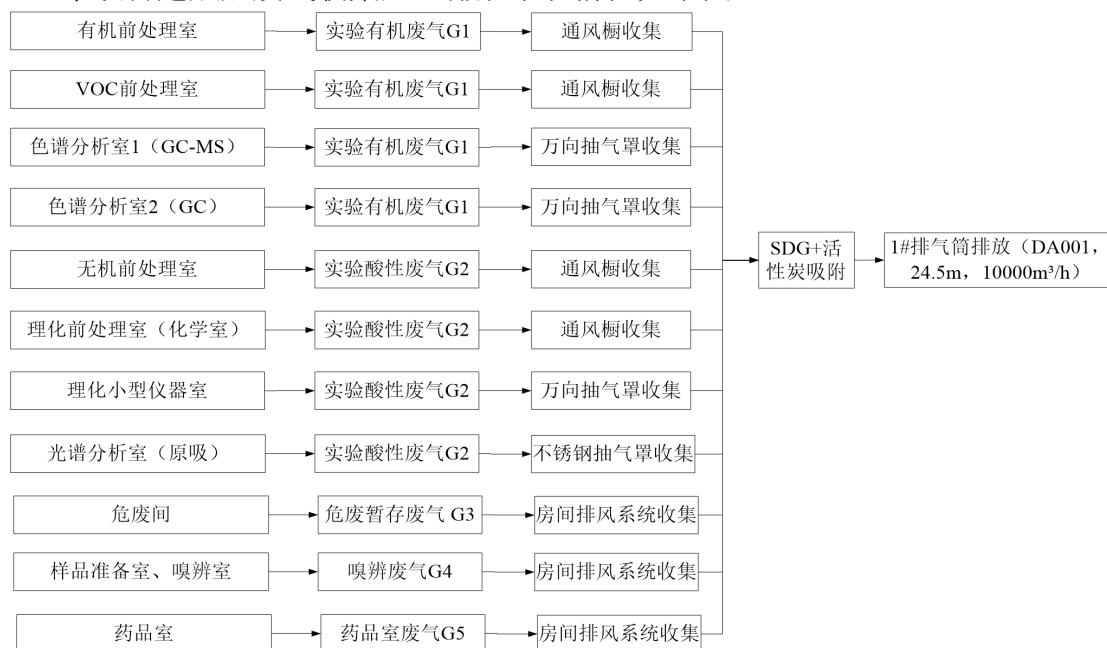 有机前处理室
实验有机废气G1
通风橱收集
VOC前处理室
实验有机废气G1
通风橱收集
色谱分析室1（GC-MS）
实验有机废气G1
万向抽气罩收集
色谱分析室2（GC）
实验有机废气G1
万向抽气罩收集
无机前处理室
实验酸性废气G2
通风橱收集
理化前处理室（化学室）
实验酸性废气G2
通风橱收集
理化小型仪器室
实验酸性废气G2
万向抽气罩收集
光谱分析室（原吸）
实验酸性废气G2
不锈钢抽气罩收集
危废间
危废暂存废气 G3
房间排风系统收集
样品准备室、嗅辨室
嗅辨废气G4
房间排风系统收集
药品室
药品室废气G5
房间排风系统收集
SDG+活
性炭吸附
1#排气筒排放（DA001，
24.5m，10000m³/h）